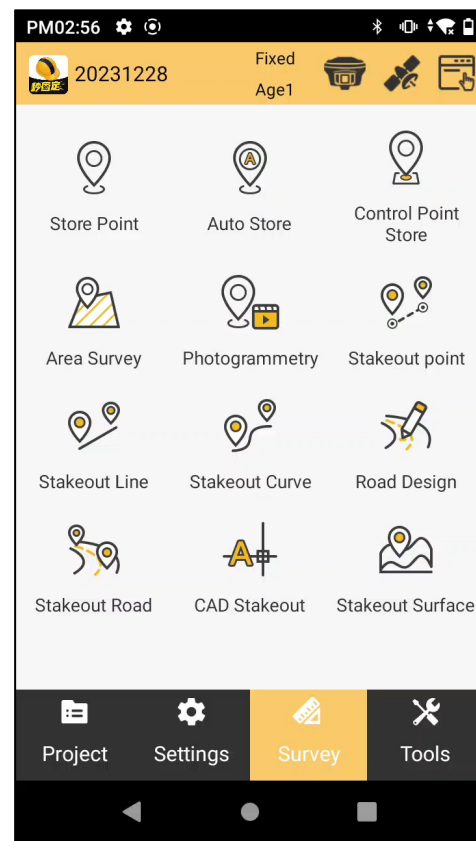 PM02:56
Fixed
20231228
Age1
Store Point
Auto Store
Control Point
Store
A
Area Survey
Photogrammetry
Stakeout point
Stakeout Line
Stakeout Curve
Road Design
A
Stakeout Road
CAD Stakeout
Stakeout Surface
Project
Settings
Survey
Tools